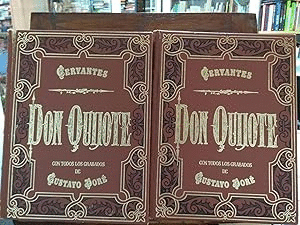 CERVANTES
DON QUIJOTE
CON TODOS LOS GRABADOS
DE
GUSTAVO DORÉ
CERVANTES
DON QUIJOTE
CON TODOS LOS GRABADOS
DE
GUSTAVO DORÉ